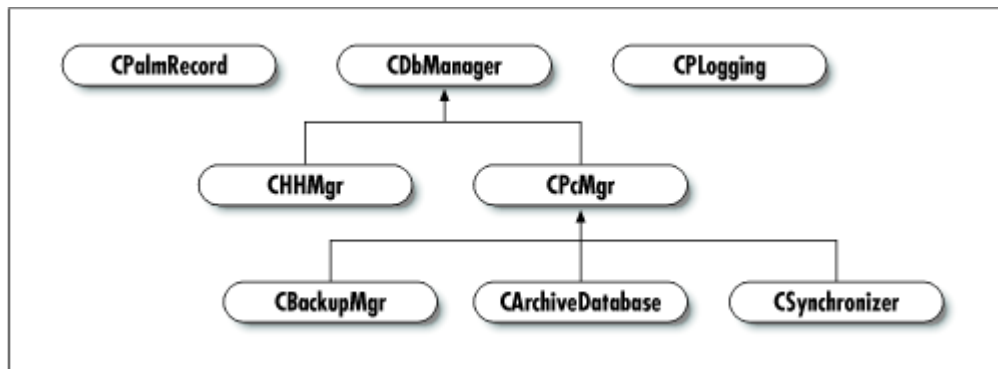 CPalmRecord CDbManager CPLogging
CHHMgr CPcMgr
CBackupMgr CArchiveDatabase CSynchronizer